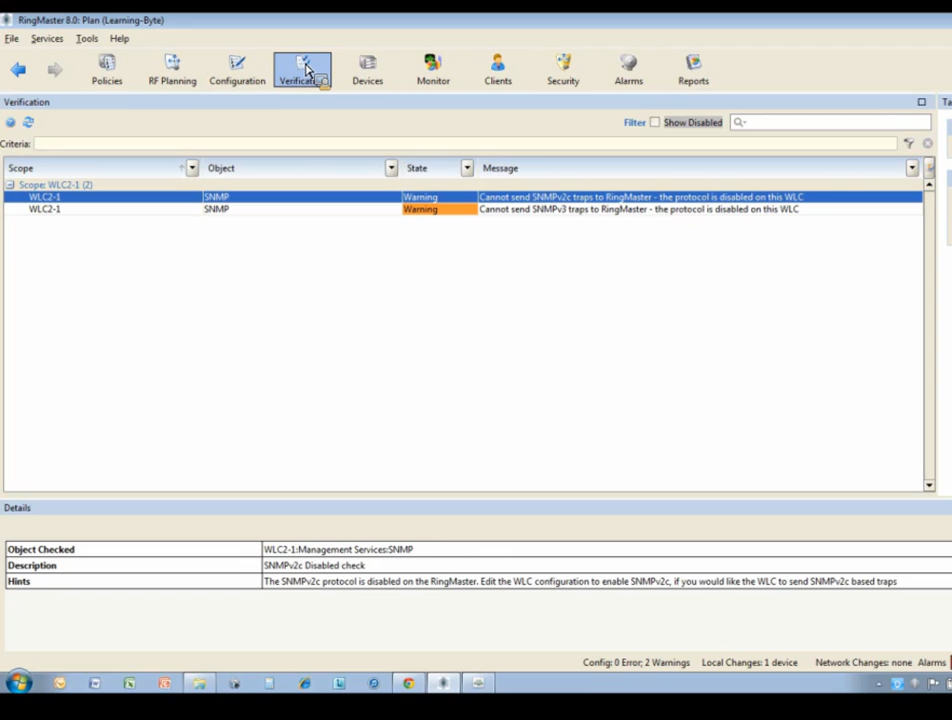 RingMaster 8.0: Plan (Learning-Byte)
File Services Tools Help
Policies RF Planning Configuration Verificat Devices Monitor Clients Security Alarms Reports
Verification Ta
Filter Show Disabled
Criteria:
Scope Object State Message
Scope: WLC2-1 (2)
WLC2-1 SNMP Warning Cannot send SNMPv2c traps to RingMaster - the protocol is disabled on this WLC
WLC2-1 SNMP Warning Cannot send SNMPv3 traps to RingMaster - the protocol is disabled on this WLC
Details
Object Checked WLC2-1:Management Services:SNMP
Description SNMPv2c Disabled check
Hints The SNMPv2c protocol is disabled on the RingMaster. Edit the WLC configuration to enable SNMPv2c, if you would like the WLC to send SNMPv2c based traps
Config: 0 Error; 2 Warnings Local Changes: 1 device Network Changes: none Alarms